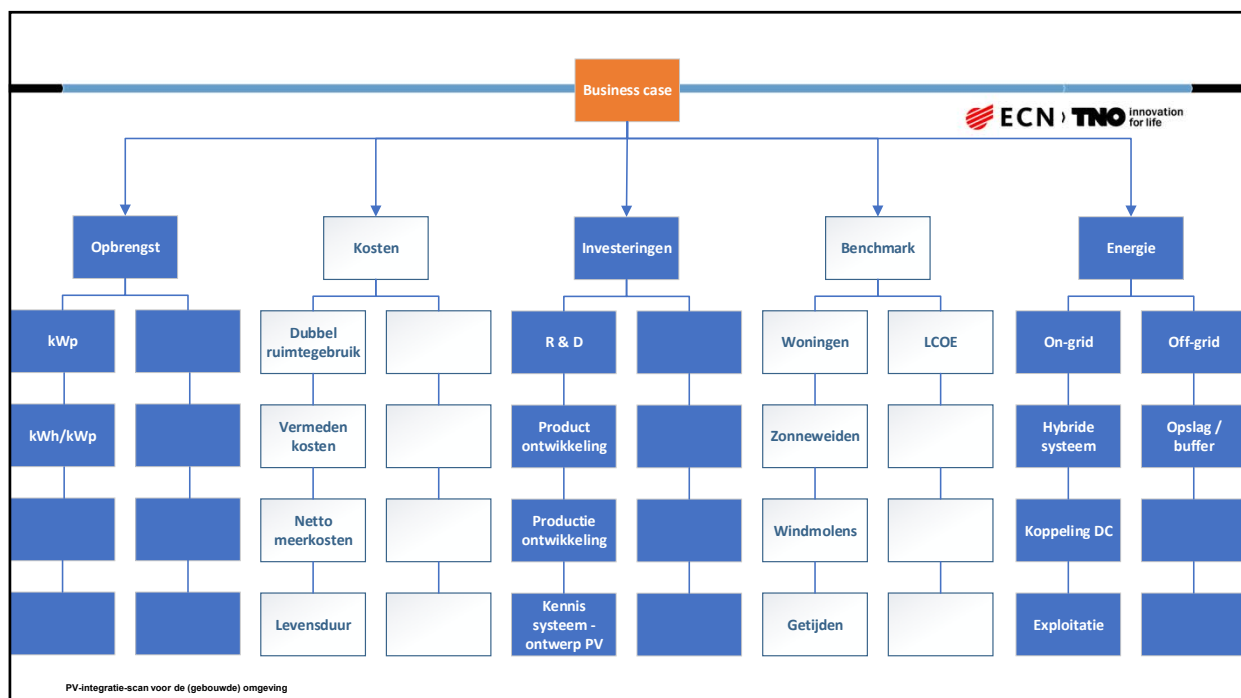 Business case
ECN
TNO innovation
for life
Opbrengst
Kosten
Investeringen
Benchmark
Energie
kWp
Dubbel
ruimtegebruik
R & D
Woningen
LCOE
On-grid
Off-grid
kWh/kWp
Vermeden
kosten
Product
ontwikkeling
Zonneweiden
Hybride
systeem
Opslag /
buffer
Netto
meerkosten
Productie
ontwikkeling
Windmolens
Koppeling DC
Levensduur
Kennis
systeem -
ontwerp PV
Getijden
Exploitatie
PV-integratie-scan voor de (gebouwde) omgeving